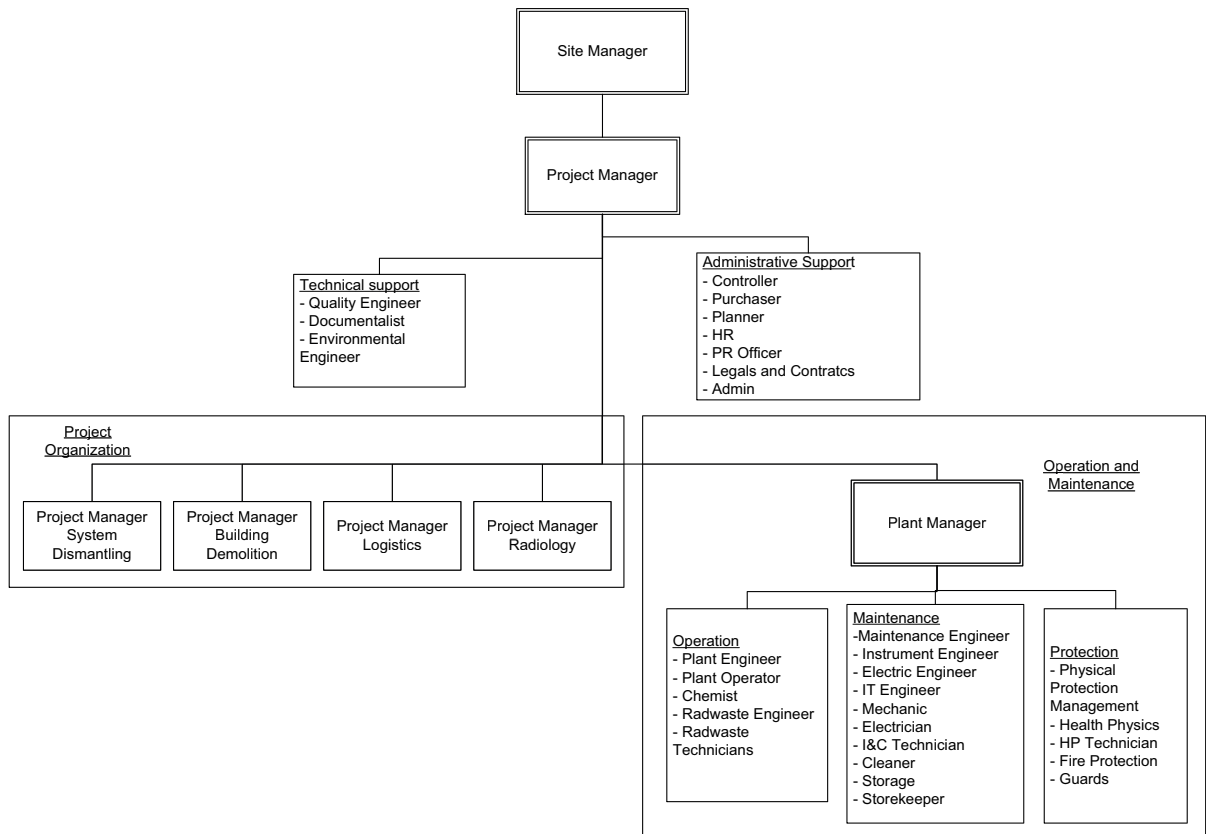 Site Manager
Project Manager
Technical support
- Quality Engineer
- Documentalist
- Environmental
Engineer
Administrative Support
- Controller
- Purchaser
- Planner
- HR
- PR Officer
- Legals and Contratcs
- Admin
Project
Organization
Project Manager
System
Dismantling
Project Manager
Building
Demolition
Project Manager
Logistics
Project Manager
Radiology
Operation and
Maintenance
Plant Manager
Operation
- Plant Engineer
- Plant Operator
- Chemist
- Radwaste Engineer
- Radwaste
Technicians
Maintenance
-Maintenance Engineer
- Instrument Engineer
- Electric Engineer
- IT Engineer
- Mechanic
- Electrician
- I&C Technician
- Cleaner
- Storage
- Storekeeper
Protection
- Physical
Protection
Management
- Health Physics
- HP Technician
- Fire Protection
- Guards